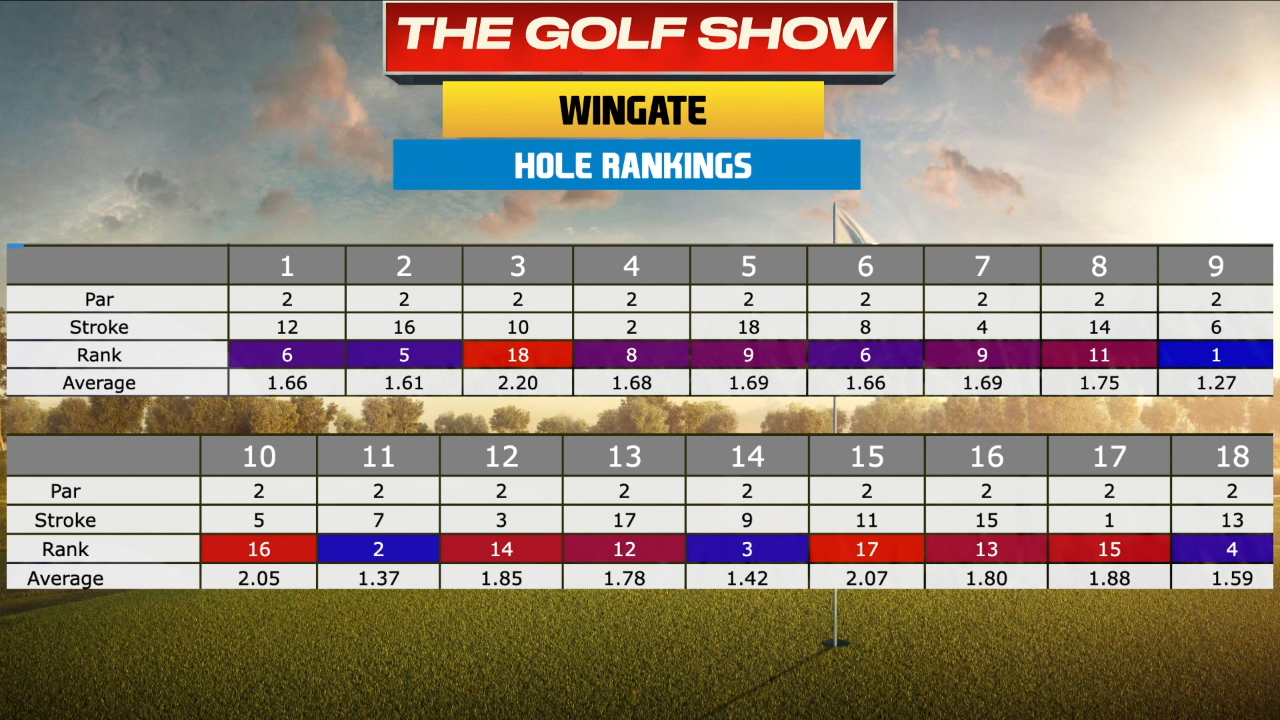 THE GOLF SHOW
WINGATE
HOLE RANKINGS
1 2 3 4 5 6 7 8 9
Par 2 2 2 2 2 2 2 2 2
Stroke 12 16 10 2 18 8 4 14 6
Rank 6 5 18 8 9 6 9 11 1
Average 1.66 1.61 2.20 1.68 1.69 1.66 1.69 1.75 1.27
10 11 12 13 14 15 16 17 18
Par 2 2 2 2 2 2 2 2 2
Stroke 5 7 3 17 9 11 15 1 13
Rank 16 2 14 12 3 17 13 15 4
Average 2.05 1.37 1.85 1.78 1.42 2.07 1.80 1.88 1.59